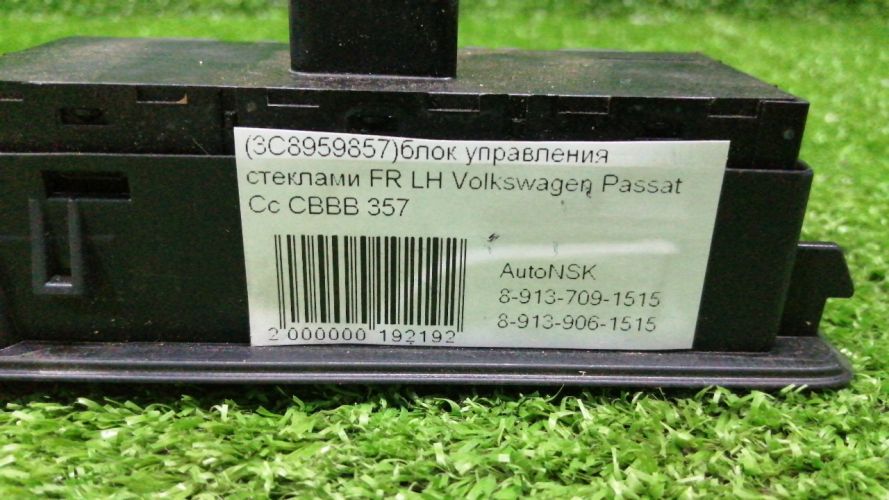 (3C8959857)блок управления
стеклами FR LH Volkswagen Passat
Cc CBBB 357
AutoNSK
8-913-709-1515
8-913-906-1515
2 000000 192192